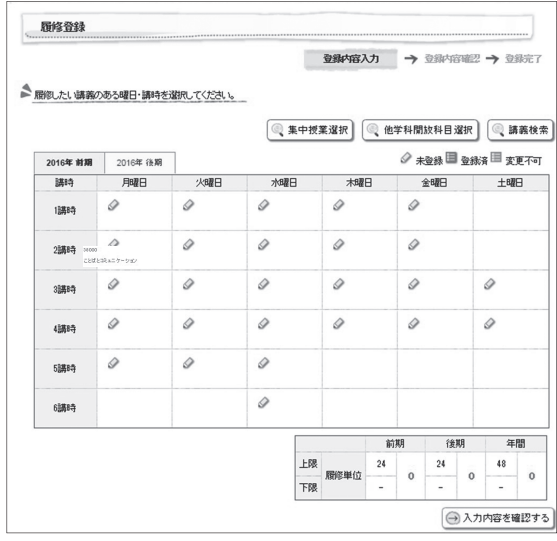 履修登録
登録内容入力 → 登録内容確認 → 登録完了
履修したい講義のある曜日・講時を選択してください。
集中授業選択 他学科開放科目選択 講義検索
2016年 前期 2016年 後期 未登録 登録済 変更不可
講時 月曜日 火曜日 水曜日 木曜日 金曜日 土曜日
1講時
2講時
ことばとコミュニケーション
3講時
4講時
5講時
6講時
前期 後期 年間
上限 履修単位 24 0 24 0 48 0
下限 - - -
入力内容を確認する